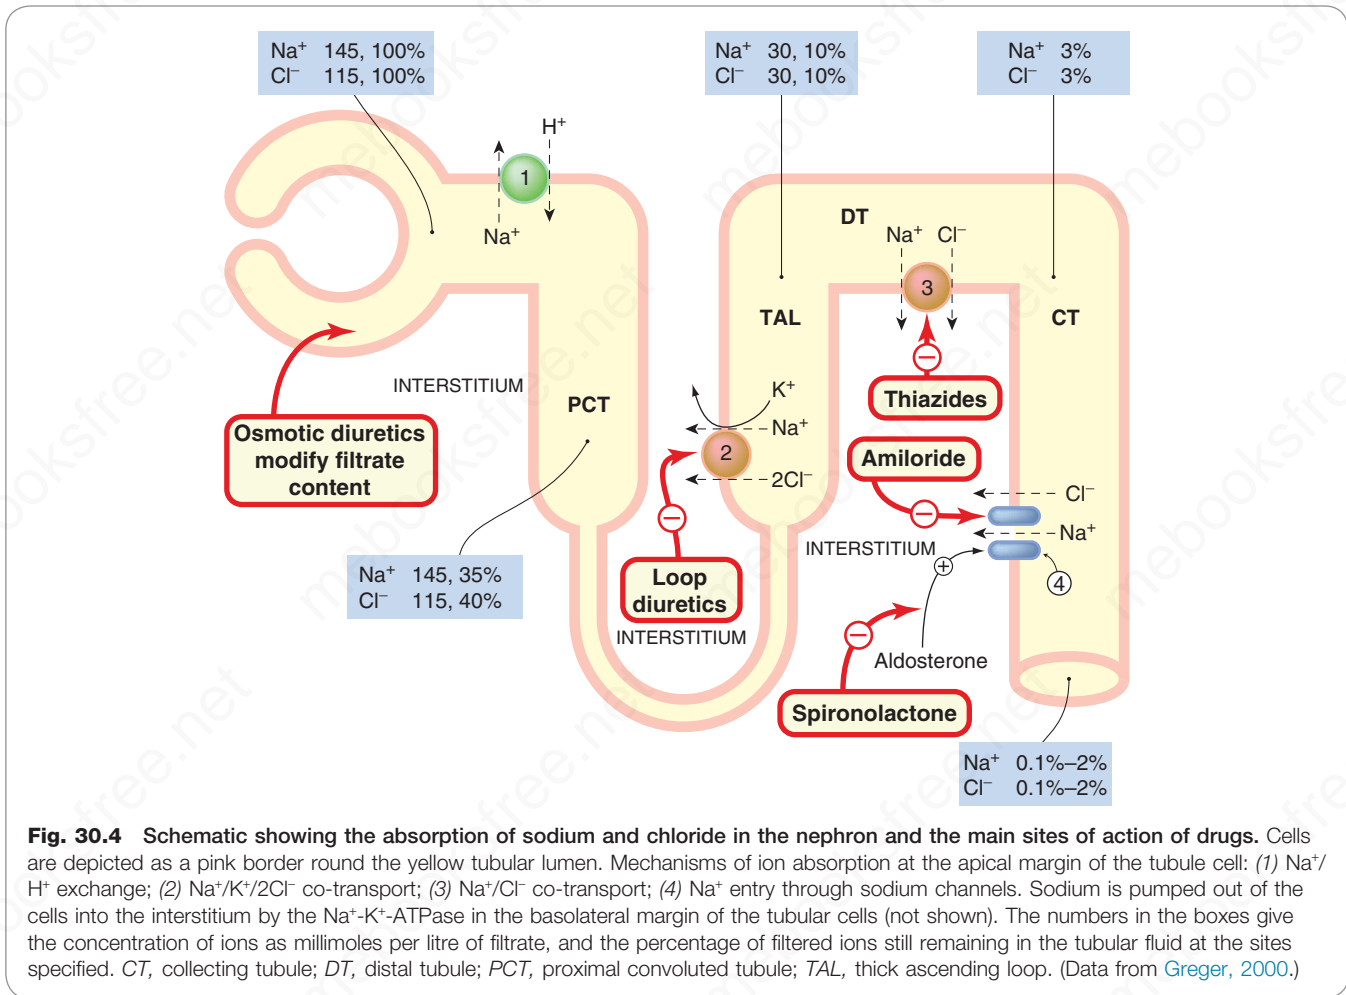 Na⁺ 145, 100%
Cl⁻ 115, 100%
Na⁺ 30, 10%
Cl⁻ 30, 10%
Na⁺ 3%
Cl⁻ 3%
H⁺
1
Na⁺
DT
Na⁺ Cl⁻
3
TAL
CT
INTERSTITIUM
PCT
K⁺
Na⁺
2
2Cl⁻
Thiazides
Amiloride
Osmotic diuretics
modify filtrate
content
Cl⁻
Na⁺
INTERSTITIUM
4
Na⁺ 145, 35%
Cl⁻ 115, 40%
Loop
diuretics
INTERSTITIUM
Aldosterone
Spironolactone
Na⁺ 0.1%–2%
Cl⁻ 0.1%–2%
Fig. 30.4 Schematic showing the absorption of sodium and chloride in the nephron and the main sites of action of drugs. Cells
are depicted as a pink border round the yellow tubular lumen. Mechanisms of ion absorption at the apical margin of the tubule cell: (1) Na⁺/
H⁺ exchange; (2) Na⁺/K⁺/2Cl⁻ co-transport; (3) Na⁺/Cl⁻ co-transport; (4) Na⁺ entry through sodium channels. Sodium is pumped out of the
cells into the interstitium by the Na⁺-K⁺-ATPase in the basolateral margin of the tubular cells (not shown). The numbers in the boxes give
the concentration of ions as millimoles per litre of filtrate, and the percentage of filtered ions still remaining in the tubular fluid at the sites
specified. CT, collecting tubule; DT, distal tubule; PCT, proximal convoluted tubule; TAL, thick ascending loop. (Data from Greger, 2000.)
mebooksfree.net